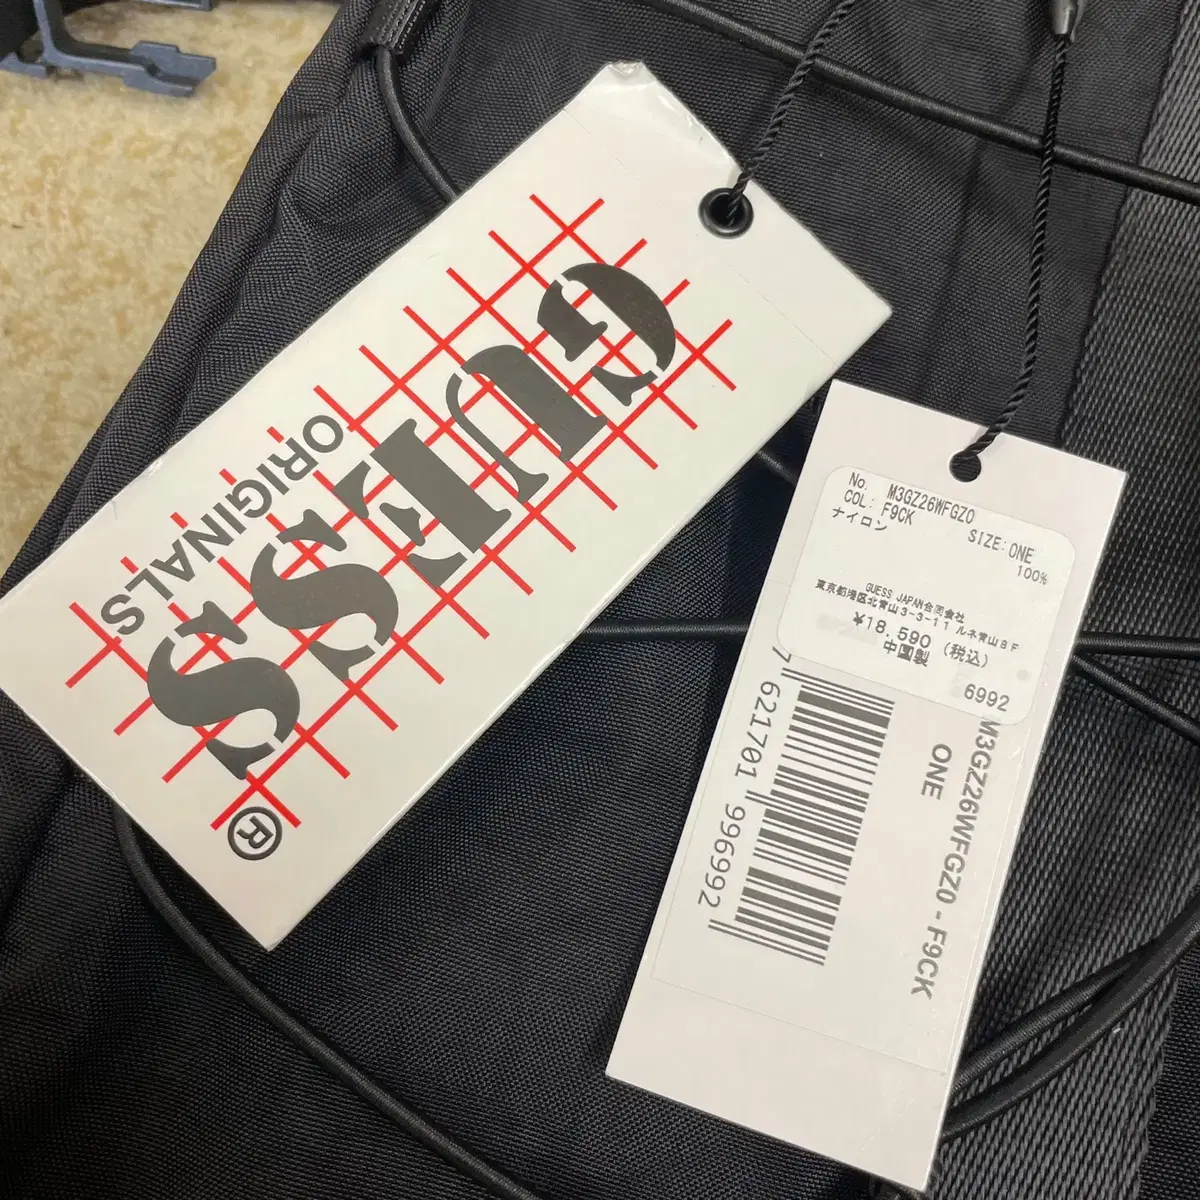 GUESS
ORIGIINALS
®
No. M3GZ26WFGZ0
COL: F9CK
SIZE:ONE
ナイロン 100%
GUESS JAPAN合同会社
東京都港区北青山3-3-11 ルネ青山8F
¥18,590 (税込)
中国製
6992
7 621701 996992
M3GZ26WFGZ0 - F9CK
ONE